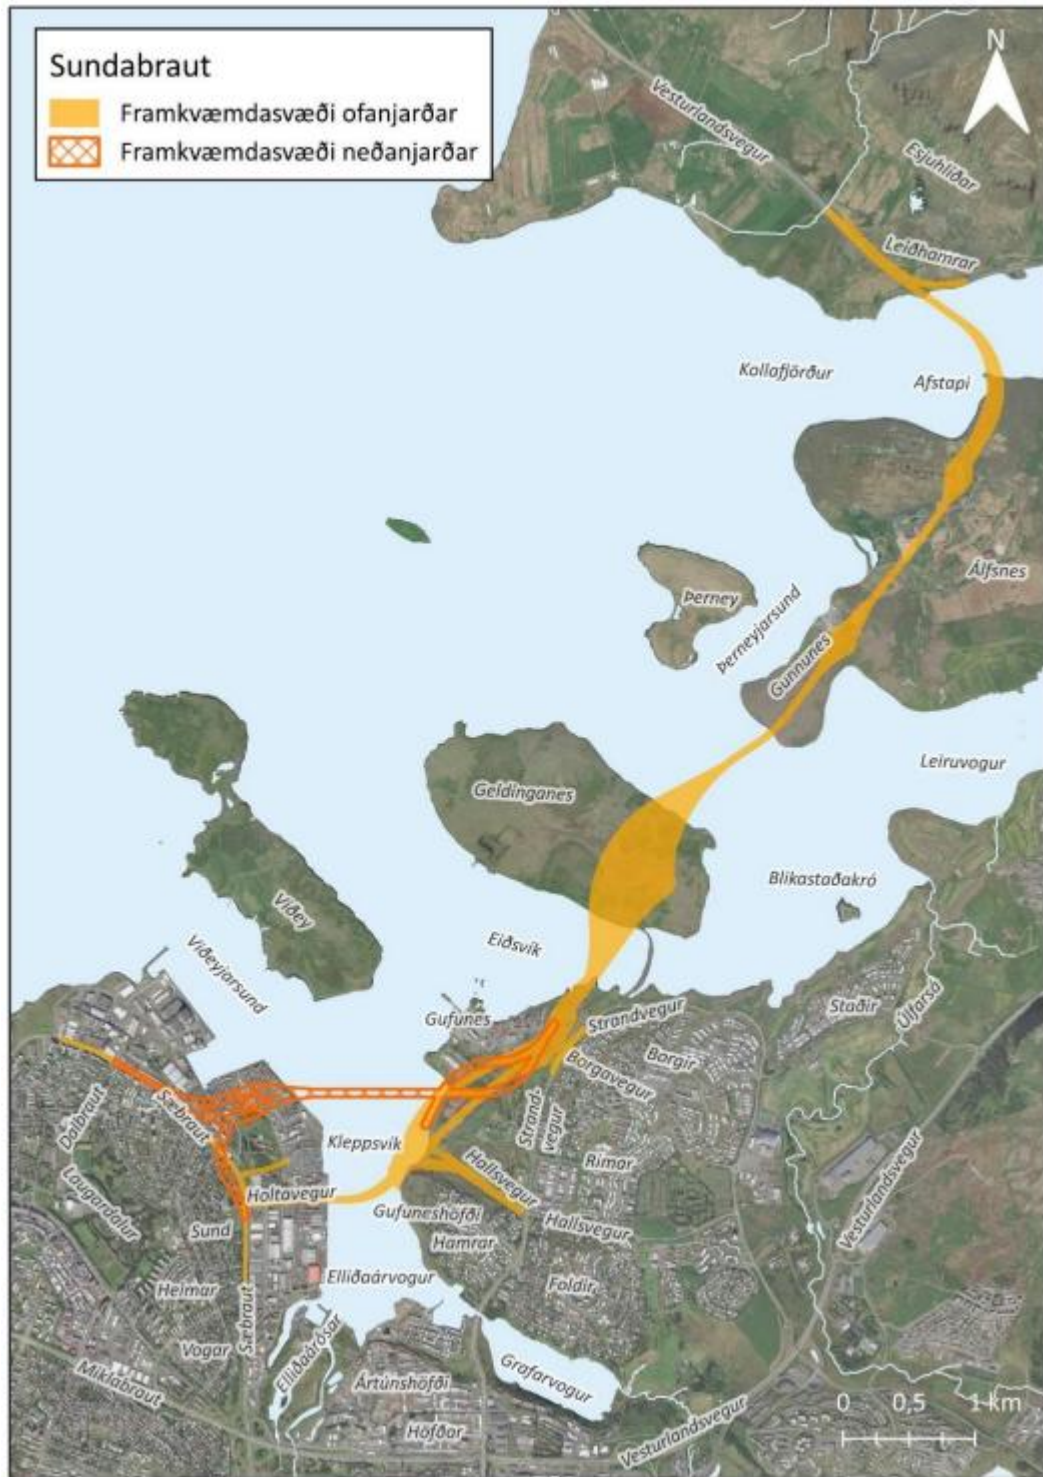 Sundabraut
Framkvæmdasvæði ofanjarðar
Framkvæmdasvæði neðanjarðar
N
Vesturlandsvegur
Esjuhlíðar
Leiðhamrar
Kollafjörður
Afstapi
Álfsnes
Þerney
Þerneyjarsund
Gunnunes
Leiruvogur
Geldinganes
Blikastaðakró
Viðey
Eiðsvík
Viðeyjarsund
Gufunes
Strandvegur
Staðir
Úlfarsá
Borgir
Borgavegur
Sæbraut
Dalbraut
Strand-
vegur
Kleppsvík
Rimar
Laugardalur
Hallsvegur
Vesturlandsvegur
Holtavegur
Sund
Gufuneshöfði
Hallsvegur
Hamrar
Elliðaárvogur
Heimar
Foldir
Sæbraut
Vogar
Elliðaárósar
Miklabraut
Ártúnshöfði
Grafarvogur
Höfðar
Vesturlandsvegur
0 0,5 1 km